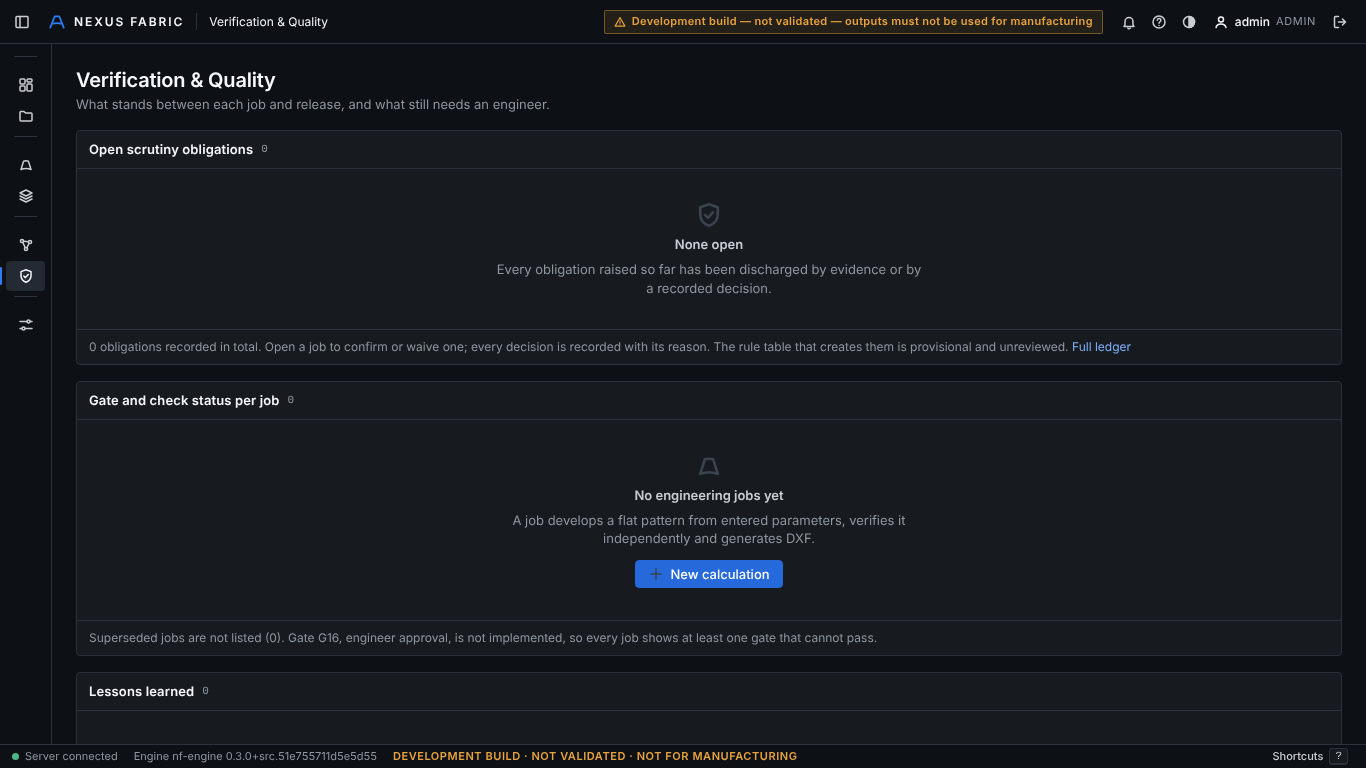 NEXUS FABRIC
Verification & Quality
Development build — not validated — outputs must not be used for manufacturing
admin ADMIN
Verification & Quality
What stands between each job and release, and what still needs an engineer.
Open scrutiny obligations 0
None open
Every obligation raised so far has been discharged by evidence or by
a recorded decision.
0 obligations recorded in total. Open a job to confirm or waive one; every decision is recorded with its reason. The rule table that creates them is provisional and unreviewed. Full ledger
Gate and check status per job 0
No engineering jobs yet
A job develops a flat pattern from entered parameters, verifies it
independently and generates DXF.
New calculation
Superseded jobs are not listed (0). Gate G16, engineer approval, is not implemented, so every job shows at least one gate that cannot pass.
Lessons learned 0
Server connected
Engine nf-engine 0.3.0+src.51e755711d5e5d55
DEVELOPMENT BUILD · NOT VALIDATED · NOT FOR MANUFACTURING
Shortcuts ?